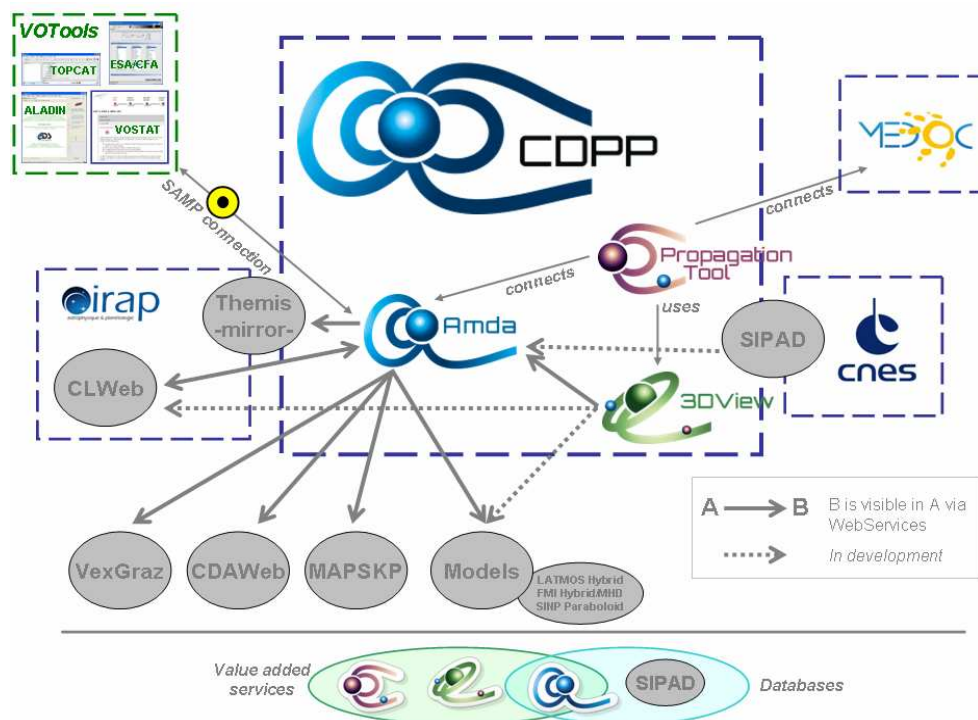 VOTools
TOPCAT
ESA/CFA
ALADIN
VOSTAT
CDPP
MEDOC
SAMP connection
connects
Propagation
Tool
connects
uses
irap
astrophysique & planétologie
Themis
-mirror-
Amda
SIPAD
cnes
CLWeb
3DView
A
B
B is visible in A via
WebServices
In development
VexGraz
CDAWeb
MAPSKP
Models
LATMOS Hybrid
FMI Hybrid/MHD
SINP Paraboloid
Value added
services
SIPAD
Databases